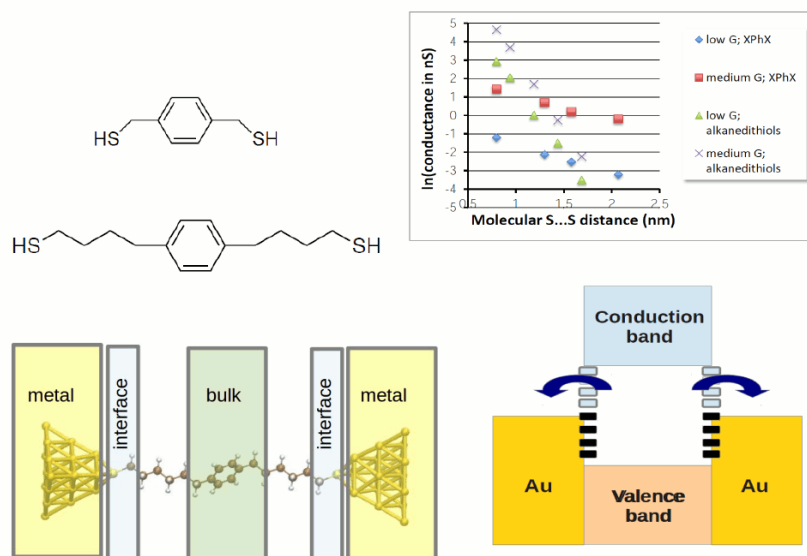 HS
SH
HS
SH
ln(conductance in nS)
5
4
3
2
1
0
-1
-2
-3
-4
-5
0.5
1
1.5
2
2.5
Molecular S...S distance (nm)
low G; XPhX
medium G; XPhX
low G;
alkanedithiols
medium G;
alkanedithiols
metal
interface
bulk
interface
metal
Conduction
band
Au
Valence
band
Au